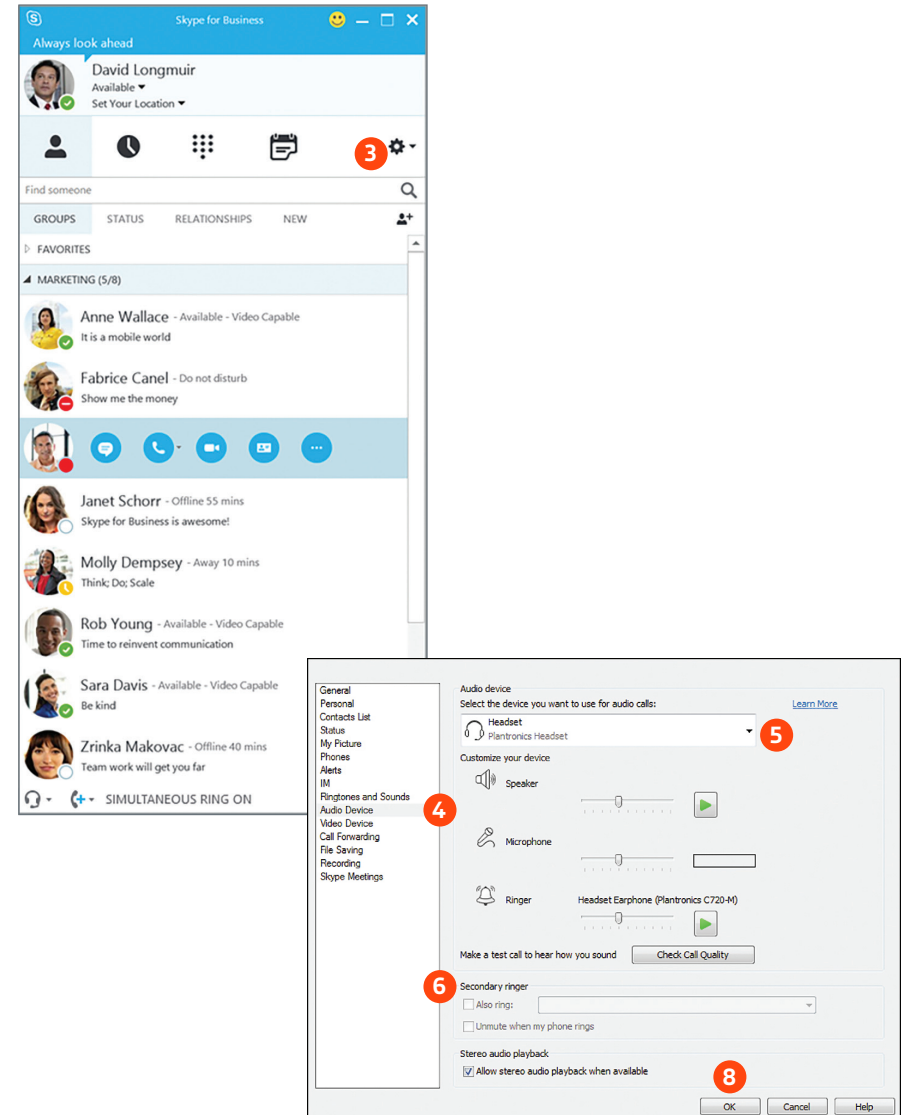 Skype for Business
Always look ahead
David Longmuir
Available
Set Your Location
3
Find someone
GROUPS STATUS RELATIONSHIPS NEW
FAVORITES
MARKETING (5/8)
Anne Wallace - Available - Video Capable
It is a mobile world
Fabrice Canel - Do not disturb
Show me the money
Janet Schorr - Offline 55 mins
Skype for Business is awesome!
Molly Dempsey - Away 10 mins
Think; Do; Scale
Rob Young - Available - Video Capable
Time to reinvent communication
Sara Davis - Available - Video Capable
Be kind
Zrinka Makovac - Offline 40 mins
Team work will get you far
SIMULTANEOUS RING ON
General
Personal
Contacts List
Status
My Picture
Phones
Alerts
IM
Ringtones and Sounds
Audio Device
4
Video Device
Call Forwarding
File Saving
Recording
Skype Meetings
Audio device
Select the device you want to use for audio calls: Learn More
Headset
Plantronics Headset
5
Customize your device
Speaker
Microphone
Ringer Headset Earphone (Plantronics C720-M)
Make a test call to hear how you sound Check Call Quality
6
Secondary ringer
Also ring:
Unmute when my phone rings
Stereo audio playback
Allow stereo audio playback when available
8
OK Cancel Help